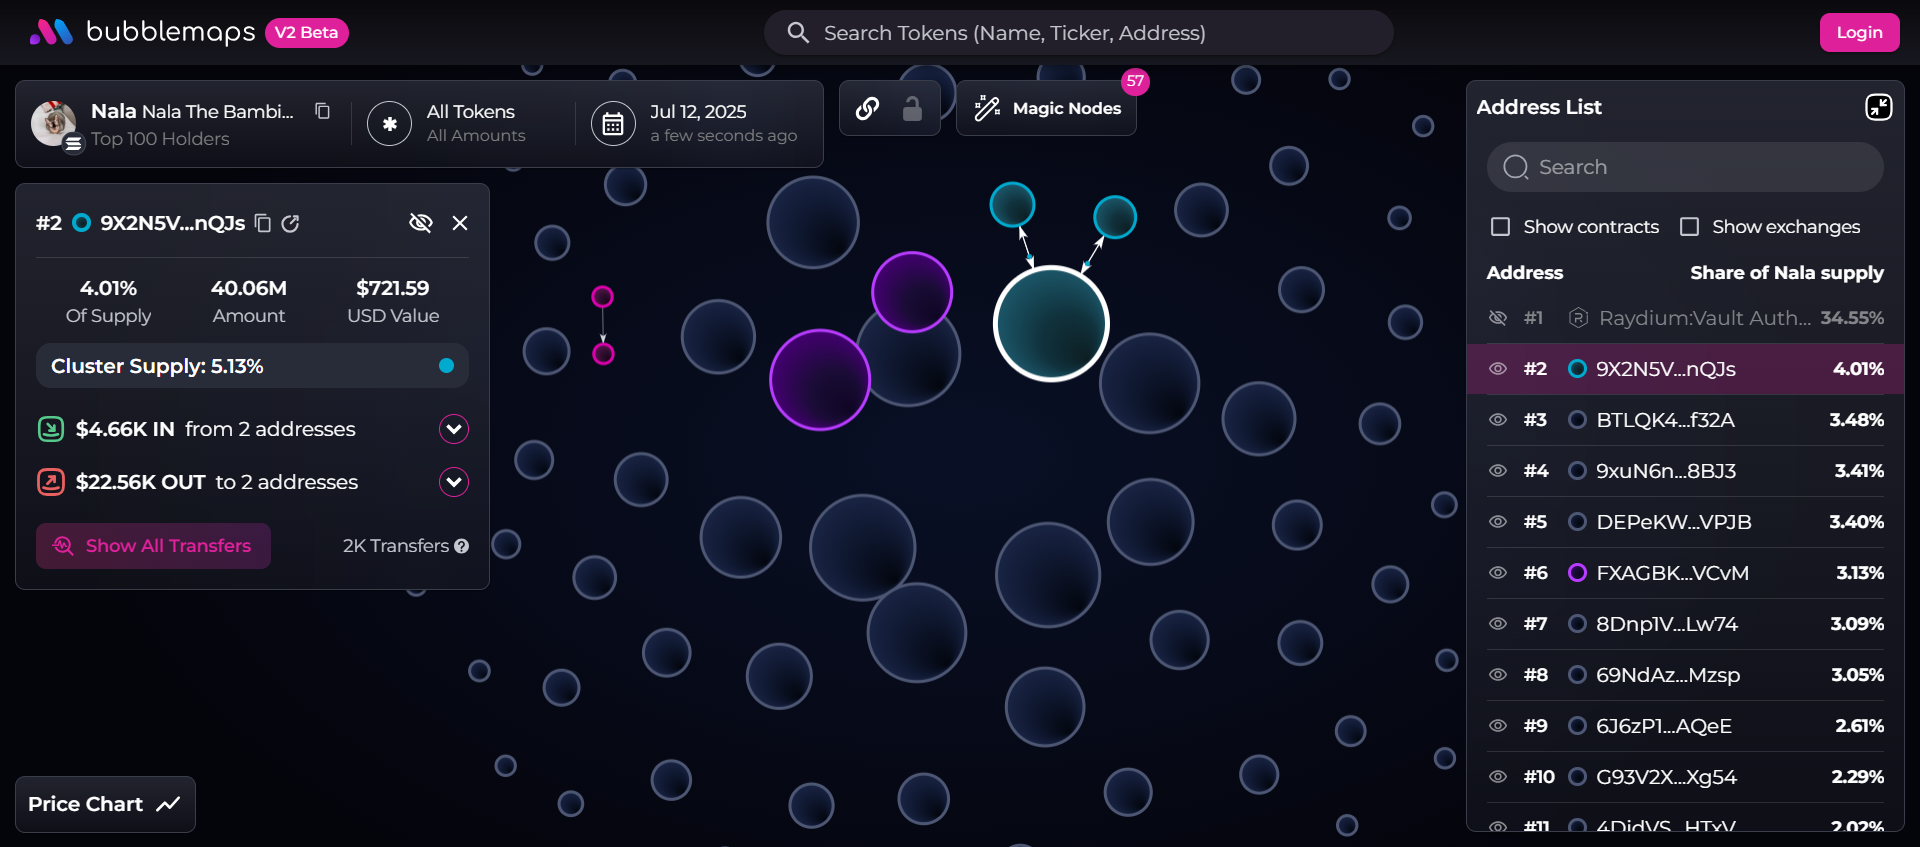 bubblemaps V2 Beta
Search Tokens (Name, Ticker, Address)
Login
Nala Nala The Bambi...
Top 100 Holders
All Tokens
All Amounts
Jul 12, 2025
a few seconds ago
57
Magic Nodes
#2 9X2N5V...nQJs
4.01% 40.06M $721.59
Of Supply Amount USD Value
Cluster Supply: 5.13%
$4.66K IN from 2 addresses
$22.56K OUT to 2 addresses
Show All Transfers 2K Transfers ?
Price Chart
Address List
Search
Show contracts Show exchanges
Address Share of Nala supply
#1 Raydium:Vault Auth... 34.55%
#2 9X2N5V...nQJs 4.01%
#3 BTLQK4...f32A 3.48%
#4 9xuN6n...8BJ3 3.41%
#5 DEPeKW...VPJB 3.40%
#6 FXAGBK...VCvM 3.13%
#7 8Dnp1V...Lw74 3.09%
#8 69NdAz...Mzsp 3.05%
#9 6J6zP1...AQeE 2.61%
#10 G93V2X...Xg54 2.29%
#11 4DjdVS...HTxV 2.02%